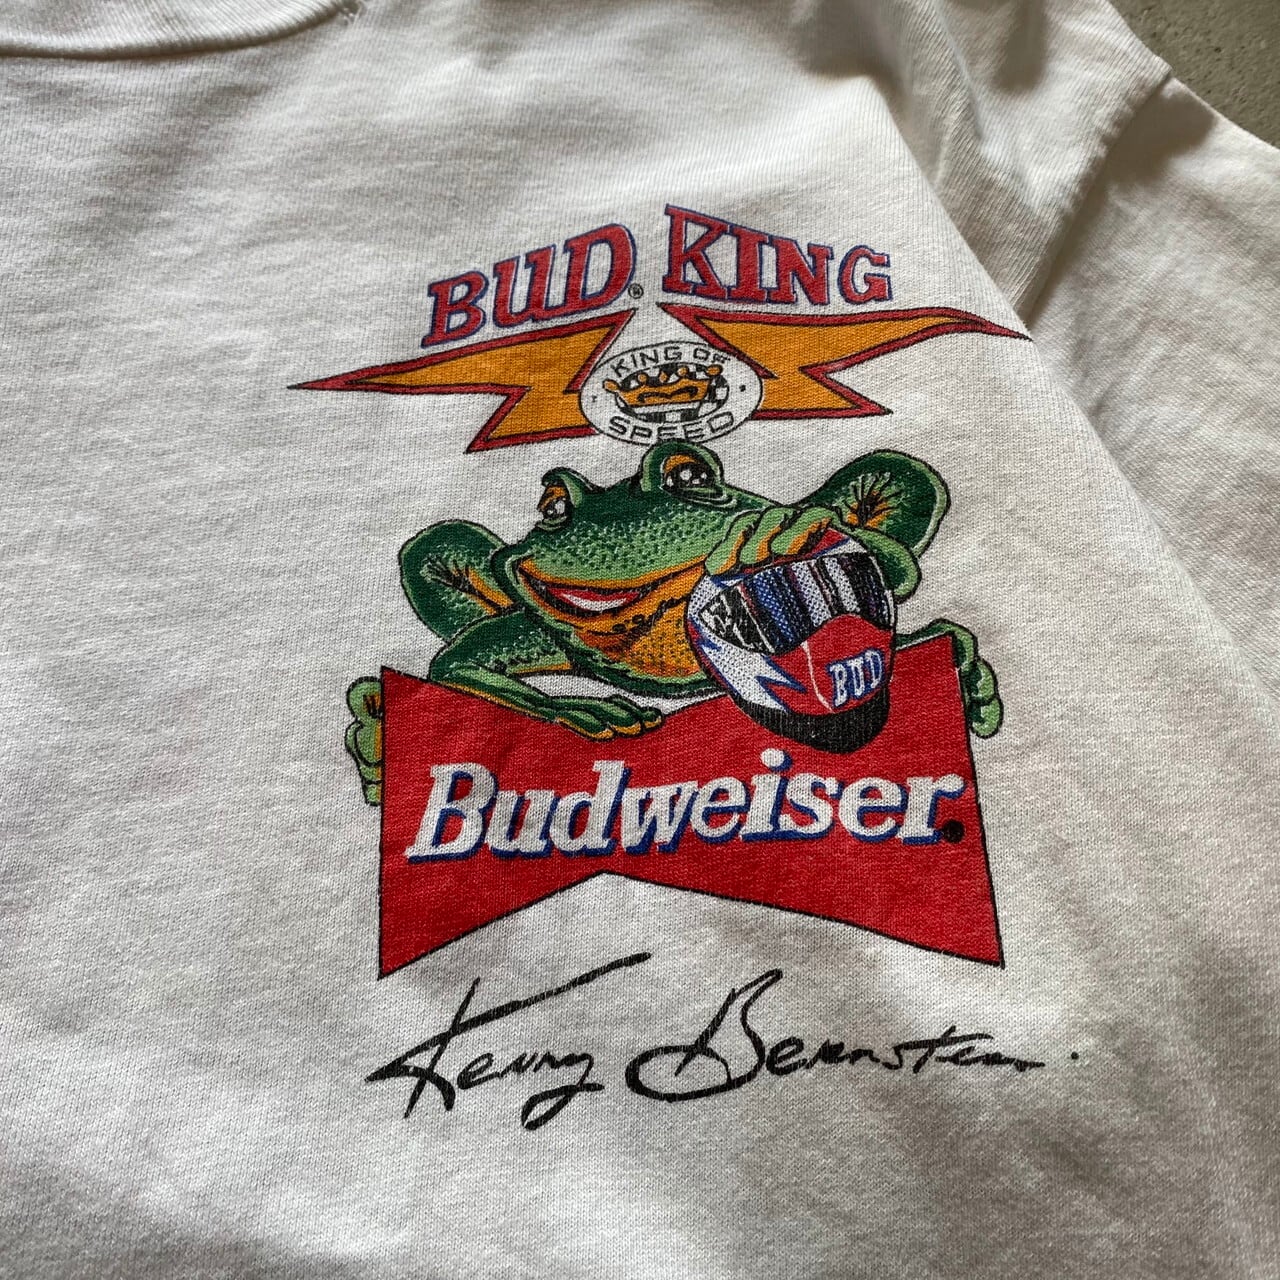 BUD® KING
KING OF
SPEED
BUD
Budweiser®
Kenny Bernstein